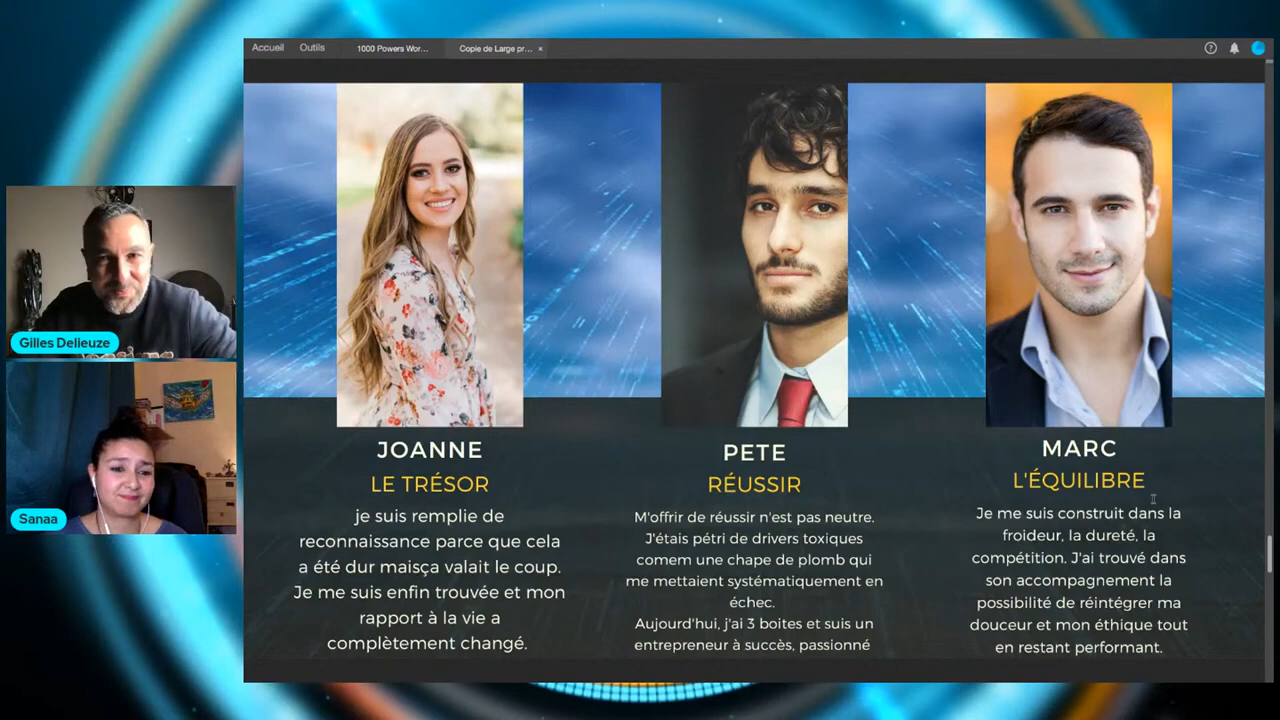 Accueil
Outils
1000 Powers Wor...
Copie de Large pr... ×
Gilles Delieuze
Sanaa
JOANNE
LE TRÉSOR
je suis remplie de
reconnaissance parce que cela
a été dur maisça valait le coup.
Je me suis enfin trouvée et mon
rapport à la vie a
complètement changé.
PETE
RÉUSSIR
M'offrir de réussir n'est pas neutre.
J'étais pétri de drivers toxiques
comem une chape de plomb qui
me mettaient systématiquement en
échec.
Aujourd'hui, j'ai 3 boites et suis un
entrepreneur à succès, passionné
MARC
L'ÉQUILIBRE
Je me suis construit dans la
froideur, la dureté, la
compétition. J'ai trouvé dans
son accompagnement la
possibilité de réintégrer ma
douceur et mon éthique tout
en restant performant.